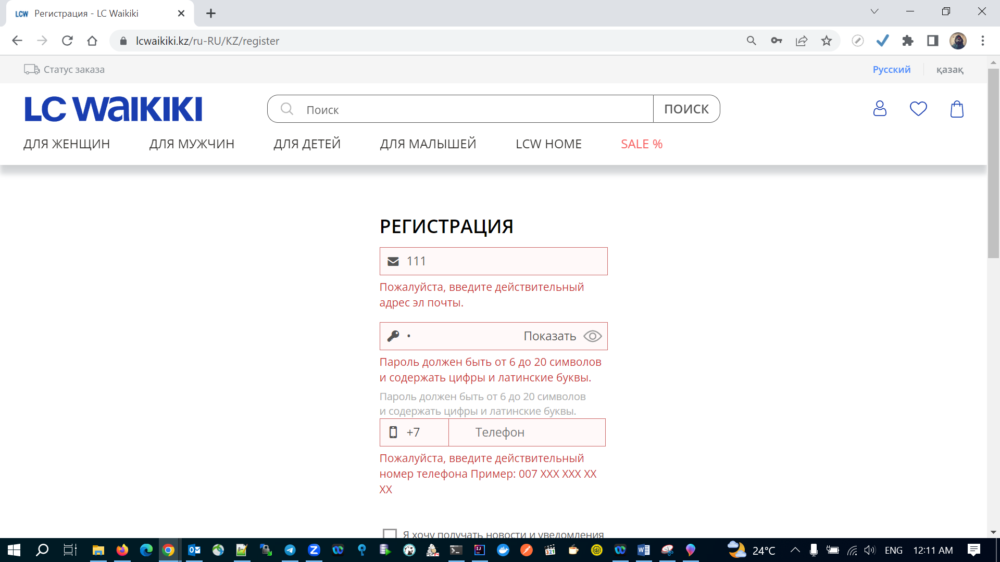 LCW Регистрация - LC Waikiki
lcwaikiki.kz/ru-RU/KZ/register
Статус заказа
Русский
қазақ
LC WAIKIKI
Поиск
ПОИСК
ДЛЯ ЖЕНЩИН
ДЛЯ МУЖЧИН
ДЛЯ ДЕТЕЙ
ДЛЯ МАЛЫШЕЙ
LCW HOME
SALE %
РЕГИСТРАЦИЯ
111
Пожалуйста, введите действительный
адрес эл почты.
Показать
Пароль должен быть от 6 до 20 символов
и содержать цифры и латинские буквы.
Пароль должен быть от 6 до 20 символов
и содержать цифры и латинские буквы.
+7
Телефон
Пожалуйста, введите действительный
номер телефона Пример: 007 XXX XXX XX
XX
Я хочу получать новости и уведомления
24°C
ENG
12:11 AM